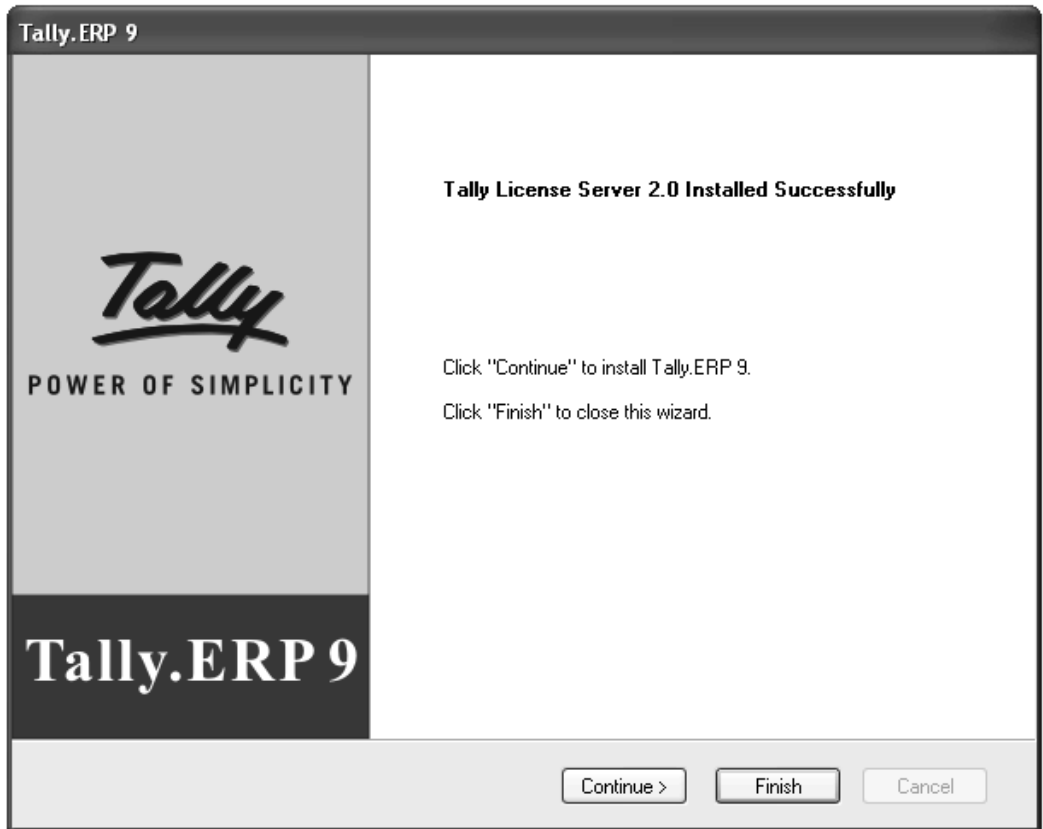 Tally.ERP 9
Tally License Server 2.0 Installed Successfully
Tally
POWER OF SIMPLICITY
Click "Continue" to install Tally.ERP 9.
Click "Finish" to close this wizard.
Tally.ERP 9
Continue >
Finish
Cancel